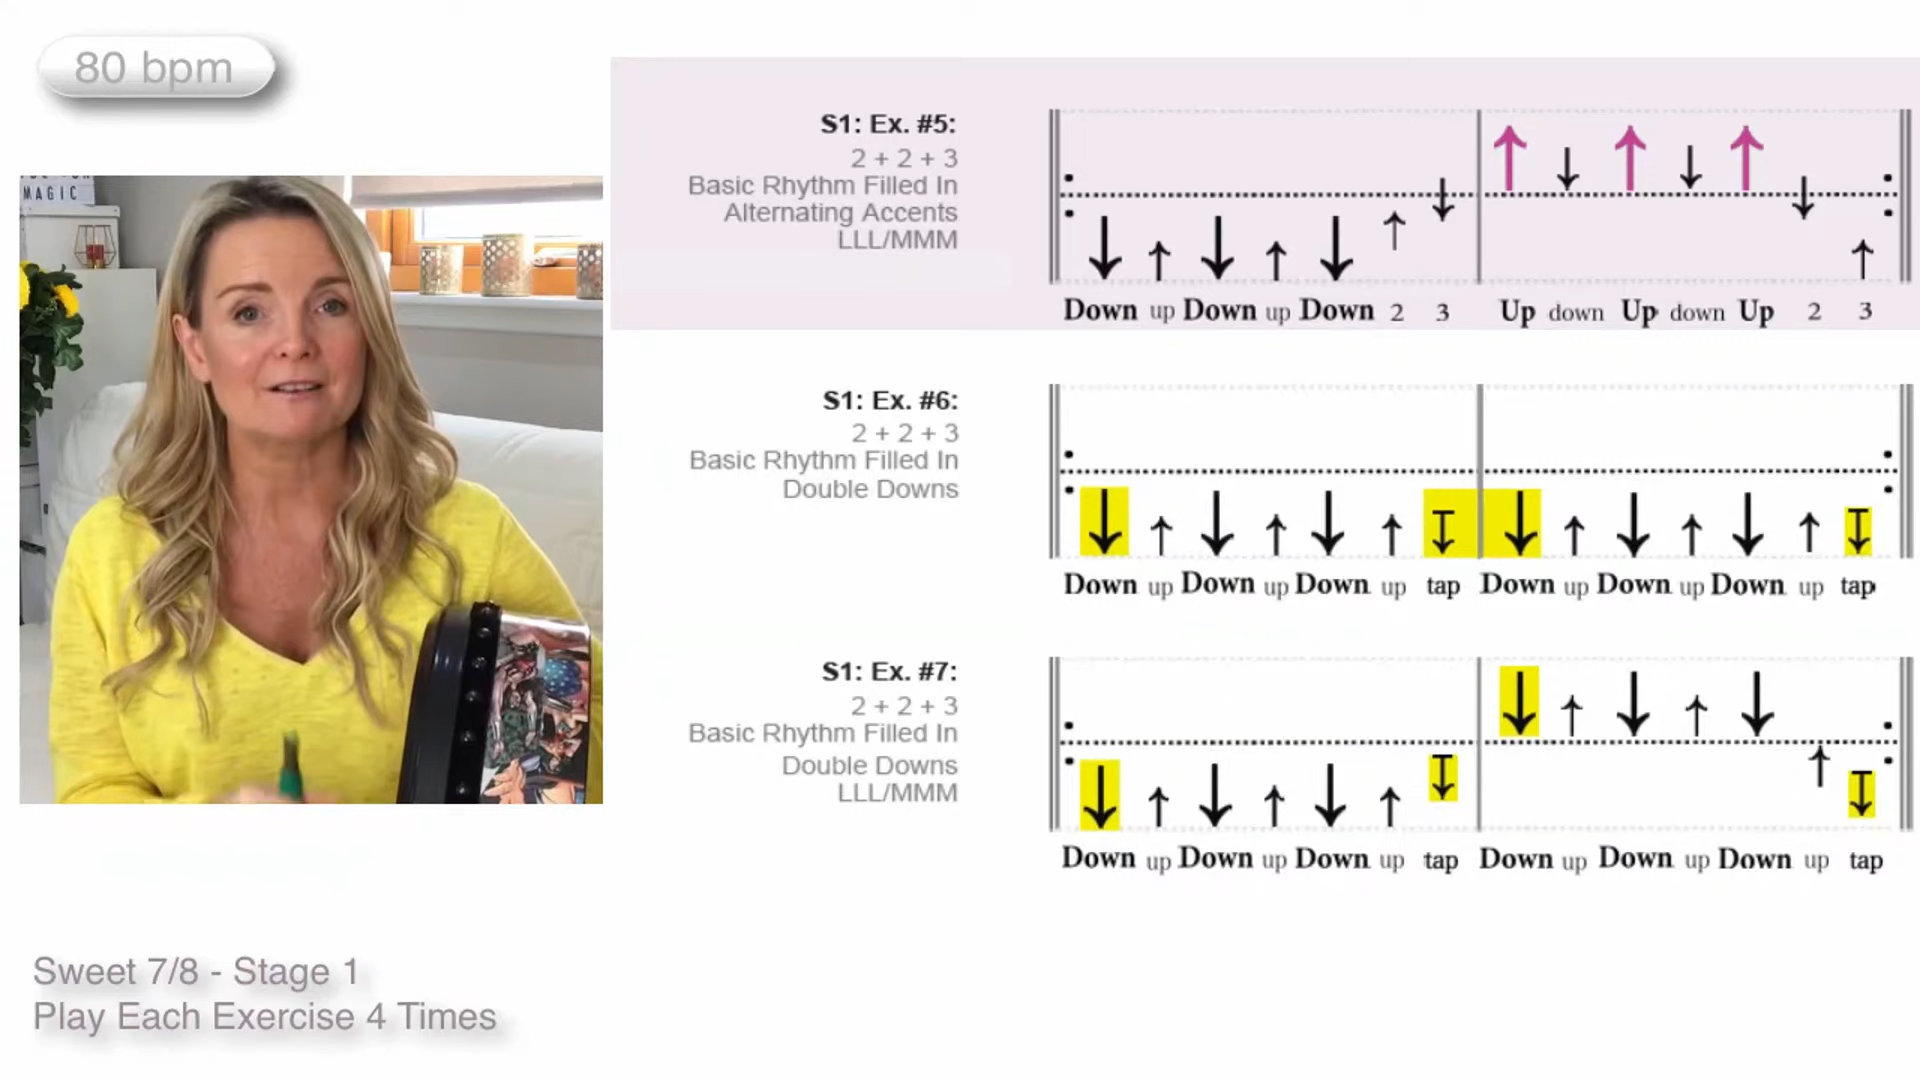 80 bpm
MAGIC
S1: Ex. #5:
2 + 2 + 3
Basic Rhythm Filled In
Alternating Accents
LLL/MMM
Down up Down up Down 2 3 Up down Up down Up 2 3
S1: Ex. #6:
2 + 2 + 3
Basic Rhythm Filled In
Double Downs
Down up Down up Down up tap Down up Down up Down up tap
S1: Ex. #7:
2 + 2 + 3
Basic Rhythm Filled In
Double Downs
LLL/MMM
Down up Down up Down up tap Down up Down up Down up tap
Sweet 7/8 - Stage 1
Play Each Exercise 4 Times